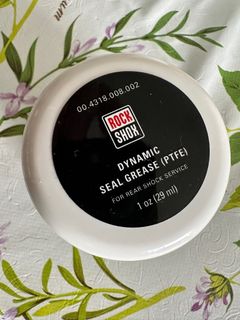 00.4318.008.002
ROCK
SHOX
DYNAMIC
SEAL GREASE (PTFE)
FOR REAR SHOCK SERVICE
1 oz (29 ml)